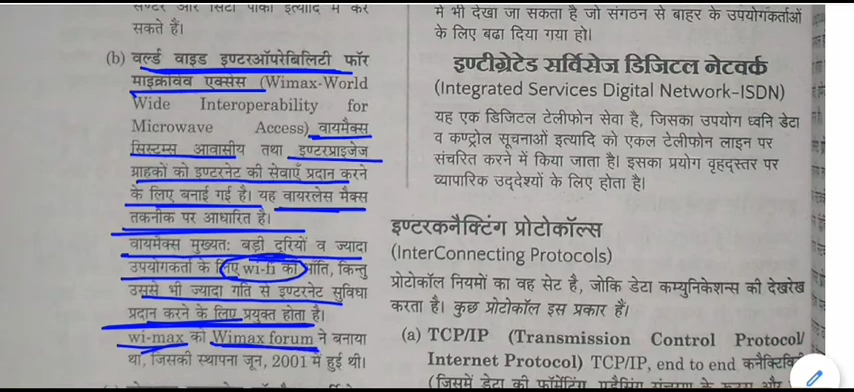 सेण्टर और सिटी पार्को इत्यादि में कर
सकते हैं।
(b) वर्ल्ड वाइड इण्टरऑपरेबिलिटी फॉर
माइक्रोवेव एक्सेस (Wimax-World
Wide Interoperability for
Microwave Access) वायमैक्स
सिस्टम्स आवासीय तथा इण्टरप्राइजेज
ग्राहकों को इण्टरनेट की सेवाएँ प्रदान करने
के लिए बनाई गई है। यह वायरलेस मैक्स
तकनीक पर आधारित है।
वायमैक्स मुख्यतः बड़ी दूरियों व ज्यादा
उपयोगकर्ता के लिए wi-fi की भाँति, किन्तु
उससे भी ज्यादा गति से इण्टरनेट सुविधा
प्रदान करने के लिए प्रयुक्त होता है।
wi-max को Wimax forum ने बनाया
था, जिसकी स्थापना जून, 2001 में हुई थी।
में भी देखा जा सकता है जो संगठन से बाहर के उपयोगकर्ताओं
के लिए बढा दिया गया हो।
इण्टीग्रेटेड सर्विसेज डिजिटल नेटवर्क
(Integrated Services Digital Network-ISDN)
यह एक डिजिटल टेलीफोन सेवा है, जिसका उपयोग ध्वनि डेटा
व कण्ट्रोल सूचनाओं इत्यादि को एकल टेलीफोन लाइन पर
संचरित करने में किया जाता है। इसका प्रयोग वृहद्स्तर पर
व्यापारिक उद्देश्यों के लिए होता है।
इण्टरकनैक्टिंग प्रोटोकॉल्स
(InterConnecting Protocols)
प्रोटोकॉल नियमों का वह सेट है, जोकि डेटा कम्युनिकेशन्स की देखरेख
करता है। कुछ प्रोटोकॉल इस प्रकार हैं।
(a) TCP/IP (Transmission Control Protocol/
Internet Protocol) TCP/IP, end to end कनैक्टिविटी
(जिसमें डेटा की फॉर्मेटिंग